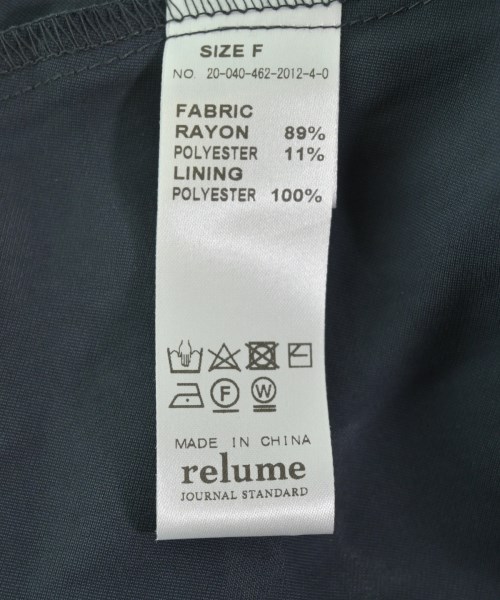 SIZE F
NO. 20-040-462-2012-4-0
FABRIC
RAYON 89%
POLYESTER 11%
LINING
POLYESTER 100%
F W
MADE IN CHINA
relume
JOURNAL STANDARD